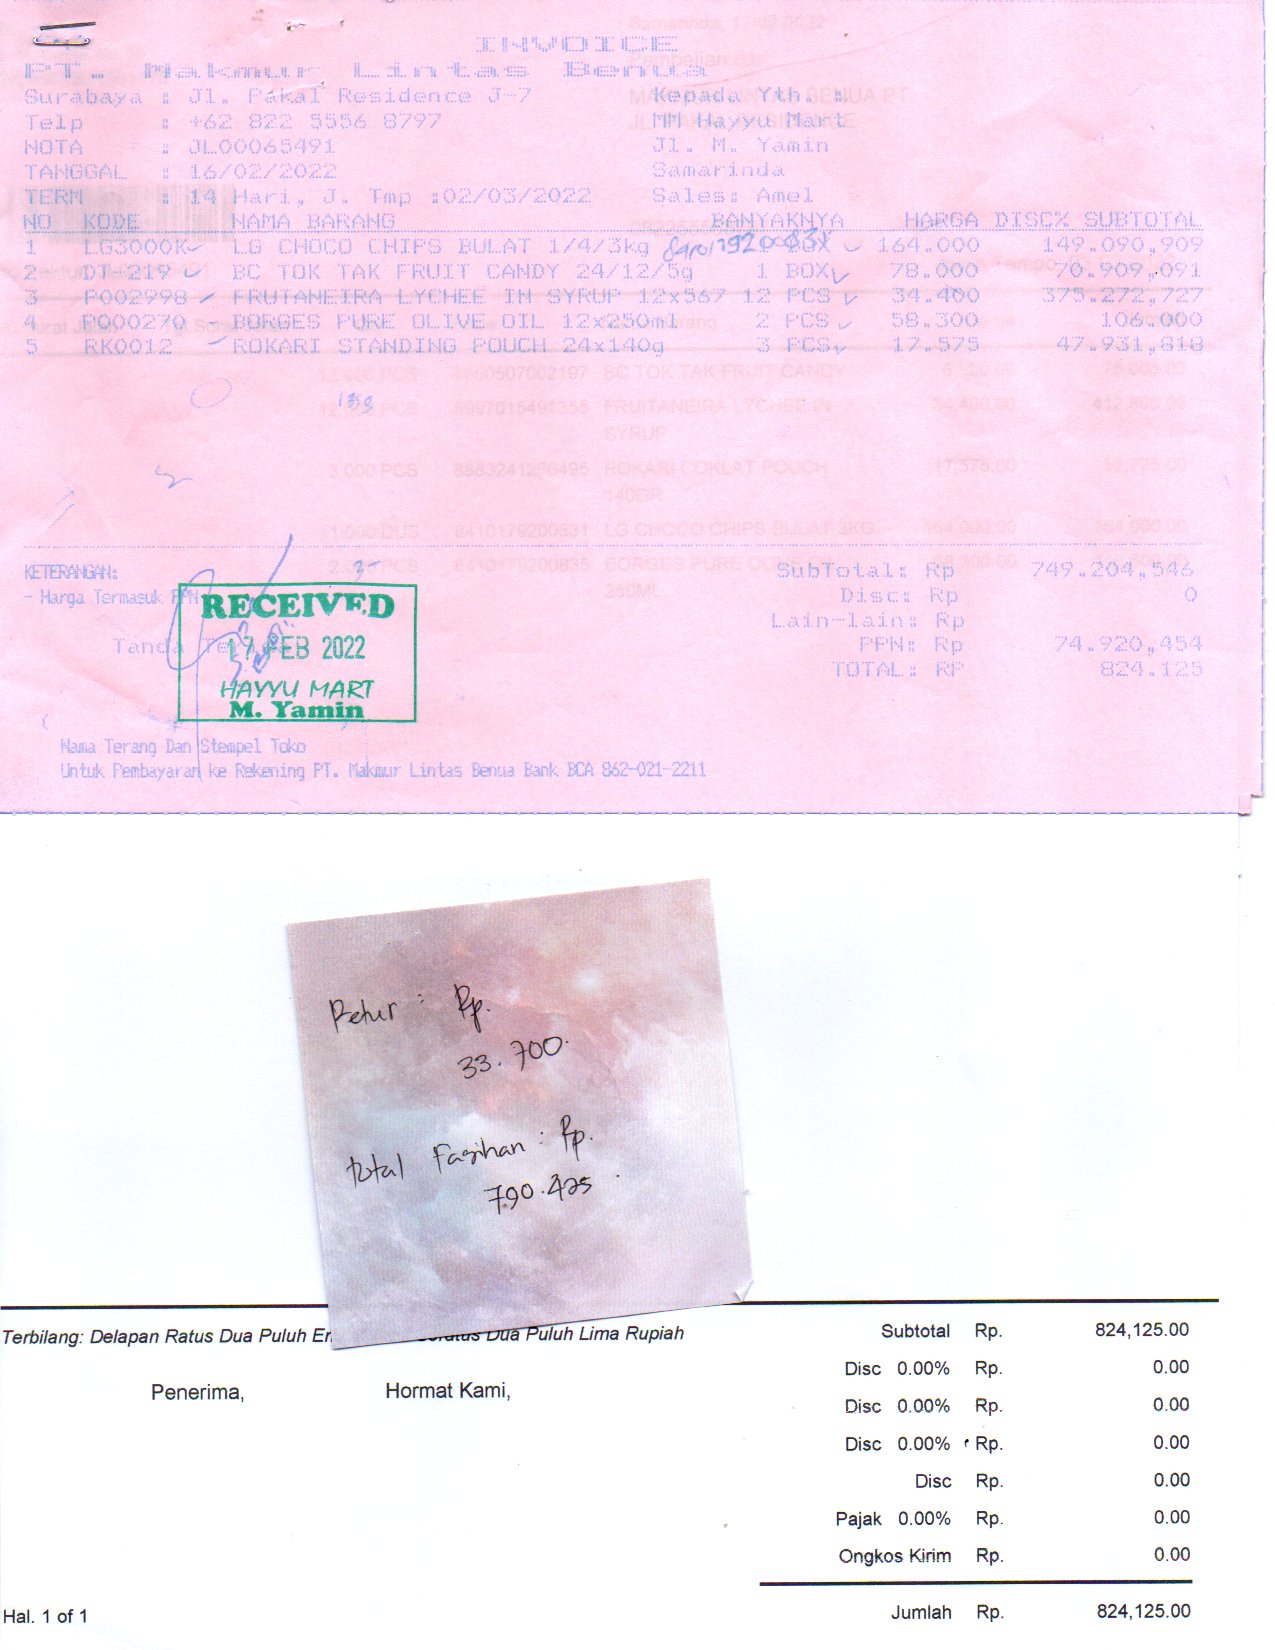 INVOICE
PT. Makmur Lintas Benua
Surabaya : Jl. Pakal Residence J-7
Kepada Yth. :
Telp : +62 822 5556 8797
MM Hayyu Mart
NOTA : JL00065491
Jl. M. Yamin
TANGGAL : 16/02/2022
Samarinda
TERM : 14 Hari, J. Tmp :02/03/2022
Sales: Amel
NO KODE NAMA BARANG BANYAKNYA HARGA DISC% SUBTOTAL
1 LG3000K LG CHOCO CHIPS BULAT 1/4/3kg BOX 164.000 149.090,909
2 DT-219 BC TOK TAK FRUIT CANDY 24/12/5g 1 BOX 78.000 70.909,091
3 P002998 FRUTANEIRA LYCHEE IN SYRUP 12x567 12 PCS 34.400 375.272,727
4 P000270 BORGES PURE OLIVE OIL 12x250ml 2 PCS 58.300 106.000
5 RK0012 ROKARI STANDING POUCH 24x140g 3 PCS 17.575 47.931,818
KETERANGAN:
- Harga Termasuk PPN
SubTotal: Rp 749.204,546
Disc: Rp 0
Lain-lain: Rp
PPN: Rp 74.920,454
TOTAL: RP 824.125
RECEIVED
17 FEB 2022
HAYYU MART
M. Yamin
Nama Terang Dan Stempel Toko
Untuk Pembayaran ke Rekening PT. Makmur Lintas Benua Bank BCA 862-021-2211
Retur : Rp.
33.700.
Total Tagihan : Rp.
790.425
Terbilang: Delapan Ratus Dua Puluh Dua Puluh Lima Rupiah
Penerima,
Hormat Kami,
Subtotal Rp. 824,125.00
Disc 0.00% Rp. 0.00
Disc 0.00% Rp. 0.00
Disc 0.00% Rp. 0.00
Disc Rp. 0.00
Pajak 0.00% Rp. 0.00
Ongkos Kirim Rp. 0.00
Jumlah Rp. 824,125.00
Hal. 1 of 1